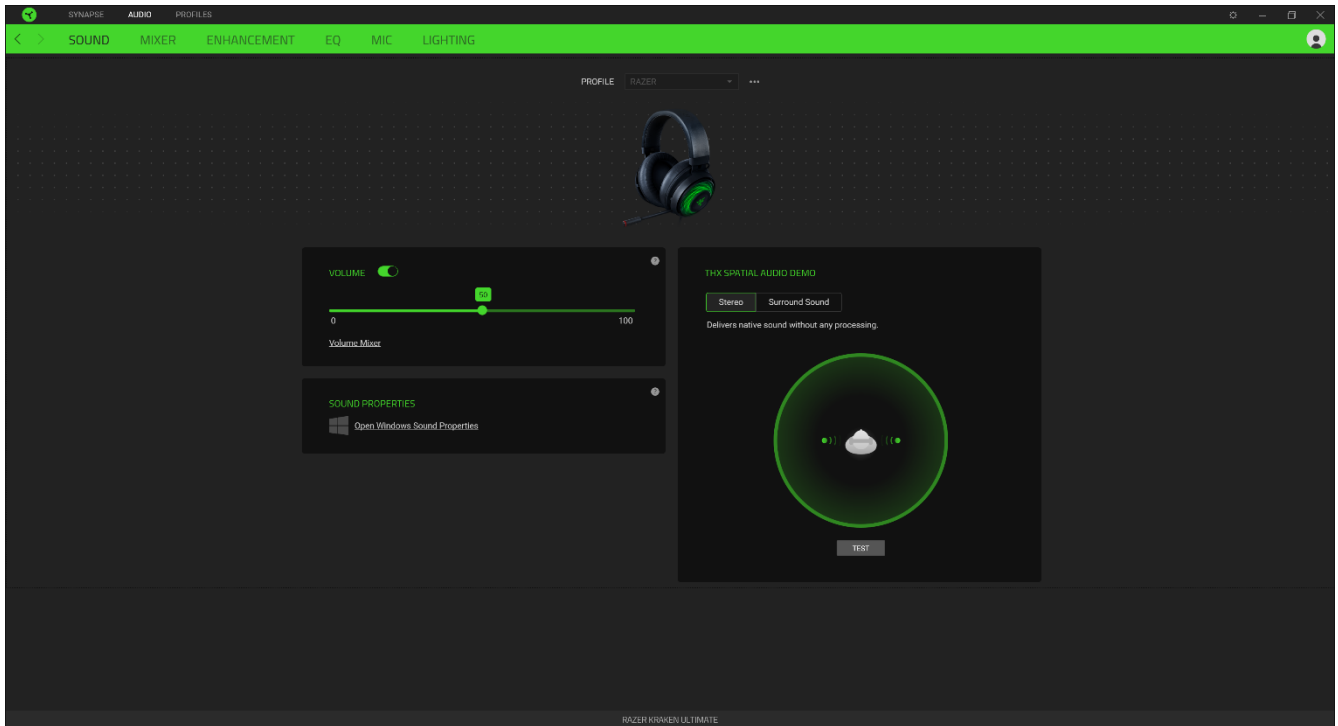 SYNAPSE AUDIO PROFILES
SOUND MIXER ENHANCEMENT EQ MIC LIGHTING
PROFILE RAZER
VOLUME
50
0 100
Volume Mixer
SOUND PROPERTIES
Open Windows Sound Properties
THX SPATIAL AUDIO DEMO
Stereo Surround Sound
Delivers native sound without any processing.
TEST
RAZER KRAKEN ULTIMATE